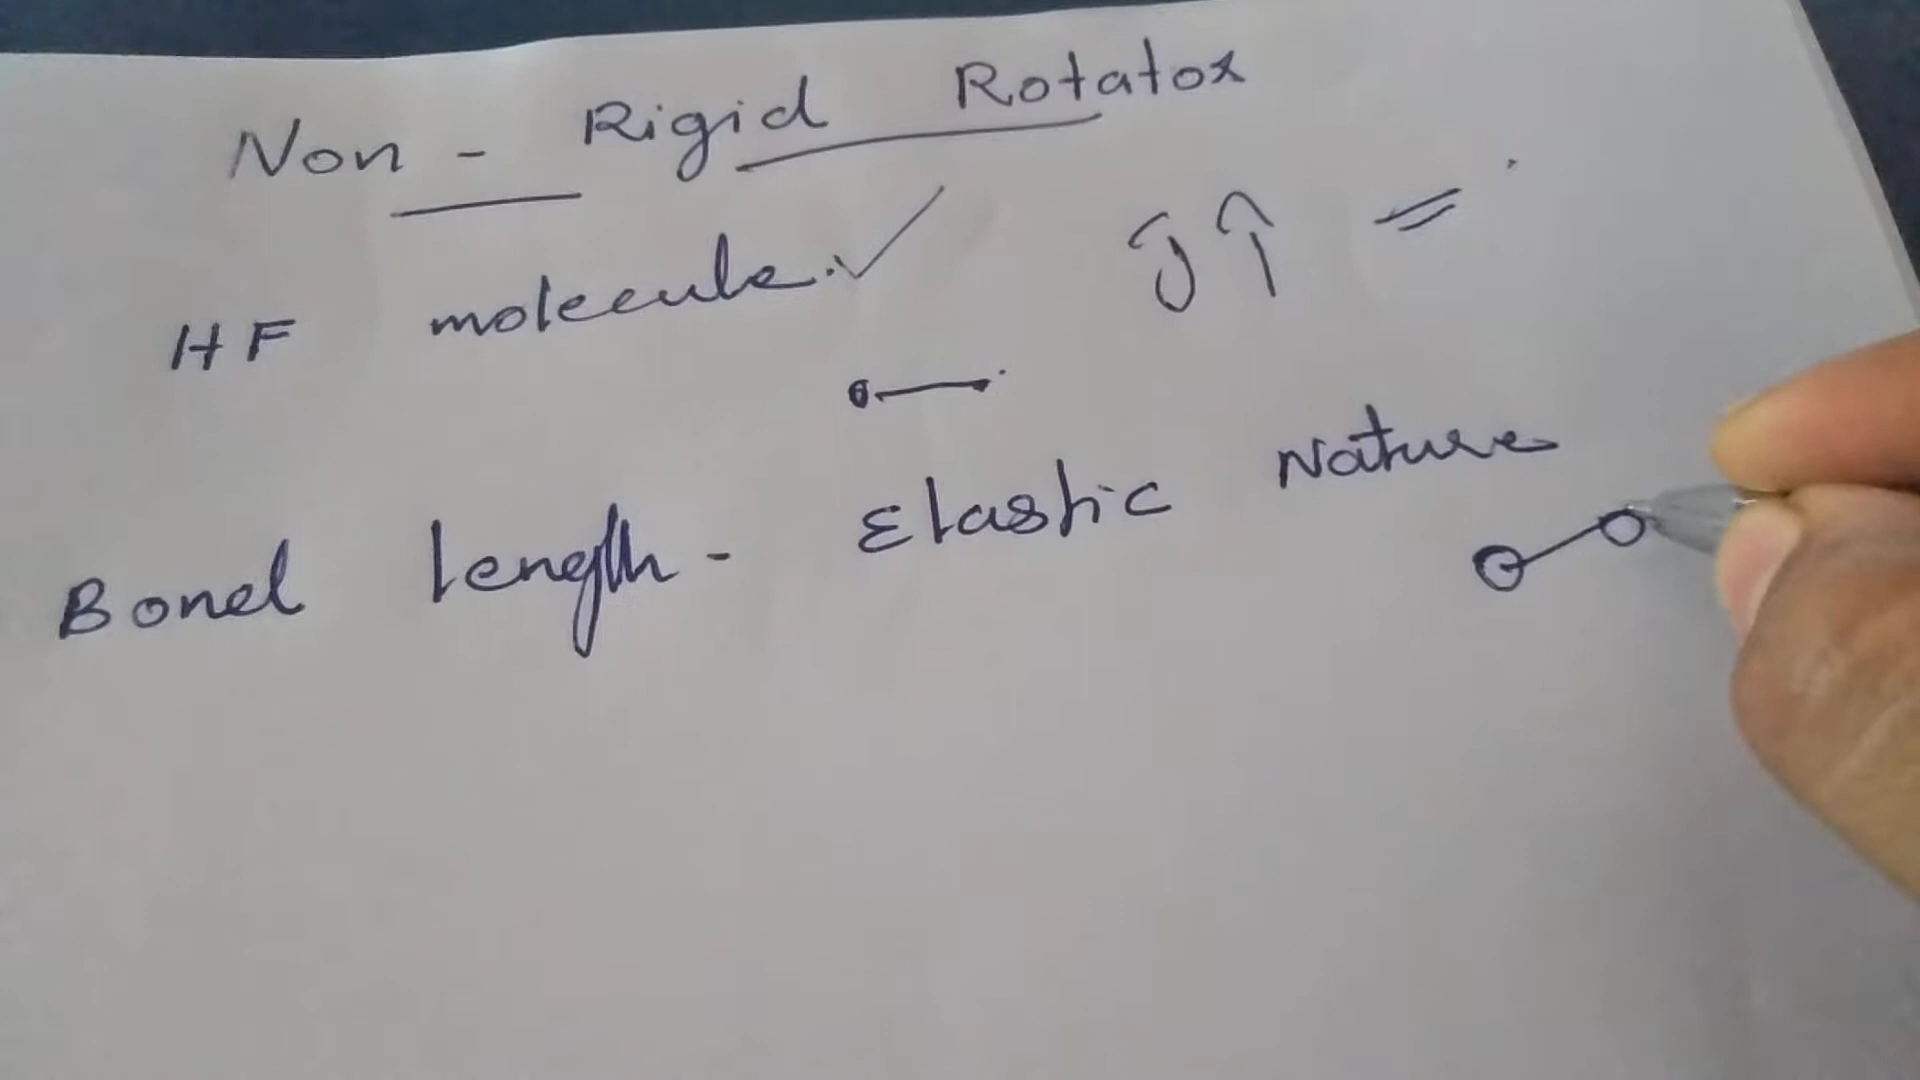 Non - Rigid Rotator
HF molecule. ✓ J↑ =
Bond length - Elastic Nature